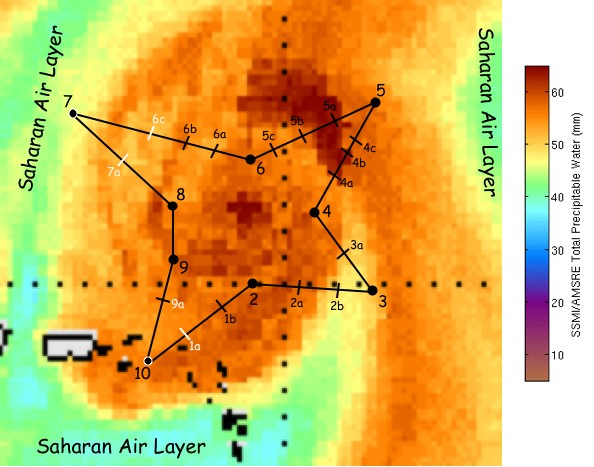 Saharan Air Layer
Saharan Air Layer
5
7
6c
6b
6a
5c
5b
5a
4c
4b
6
7a
4a
8
4
3a
9
2
3
2a
2b
9a
1b
1a
10
Saharan Air Layer
60
50
40
30
20
10
SSMI/AMSRE Total Precipitable Water (mm)